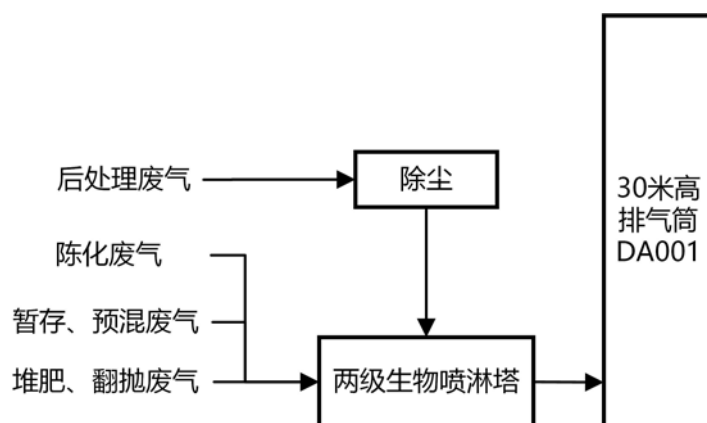 后处理废气
除尘
陈化废气
暂存、预混废气
堆肥、翻抛废气
两级生物喷淋塔
30米高
排气筒
DA001